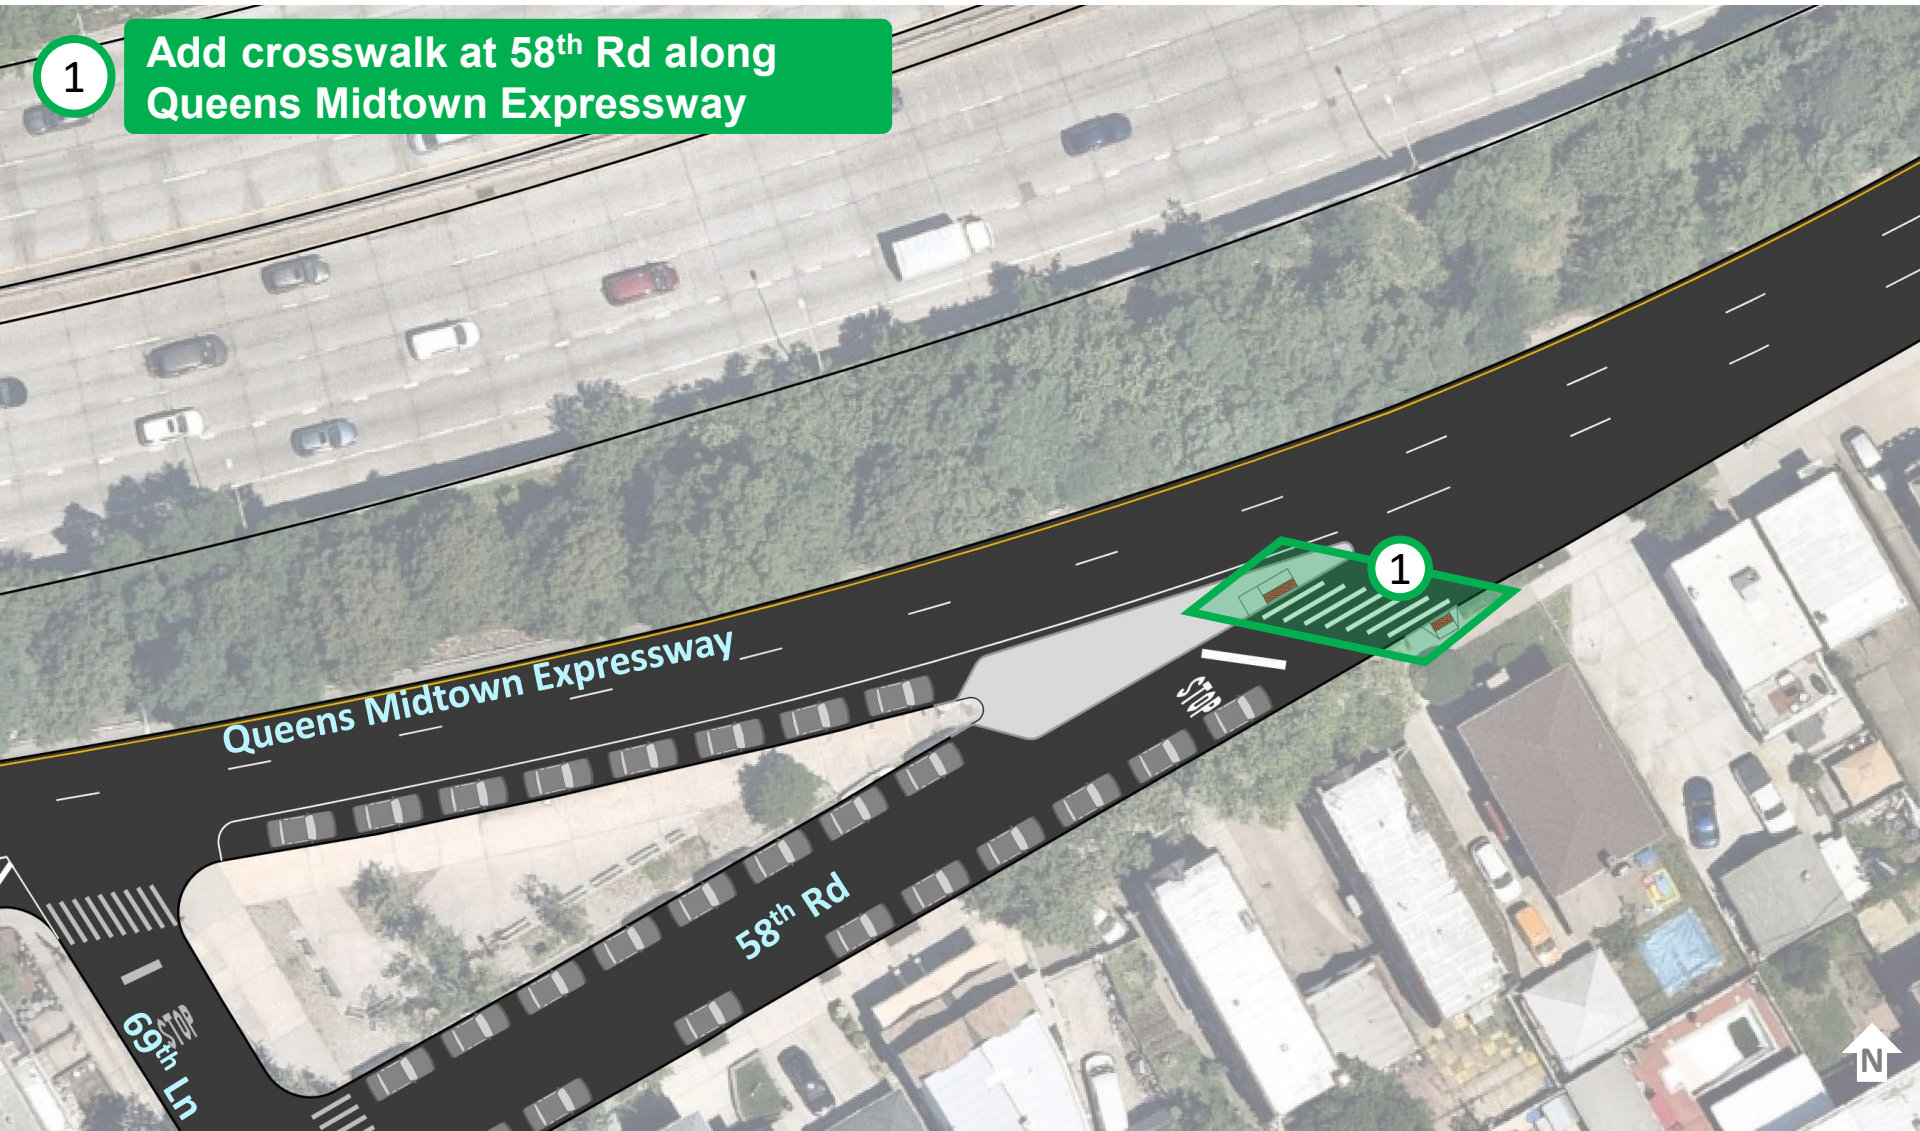 1
Add crosswalk at 58th Rd along
Queens Midtown Expressway
1
Queens Midtown Expressway
STOP
58th Rd
STOP
69th Ln
N